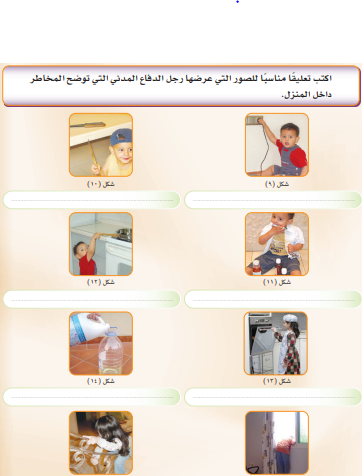 اكتب تعليقًا مناسبًا للصور التي عرضها رجل الدفاع المدني التي توضح المخاطر
داخل المنزل.
شكل (٩)
شكل (١٠)
شكل (١١)
شكل (١٢)
شكل (١٣)
شكل (١٤)